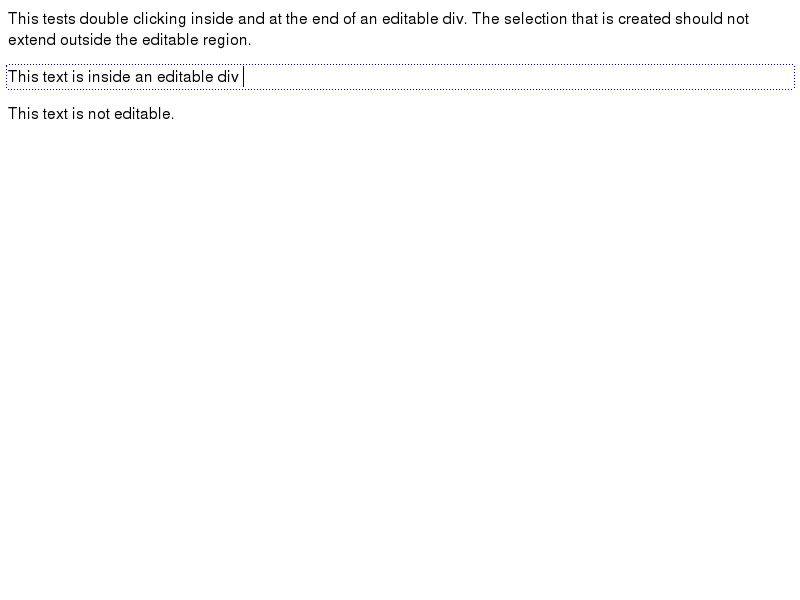 This tests double clicking inside and at the end of an editable div. The selection that is created should not
extend outside the editable region.
This text is inside an editable div
This text is not editable.